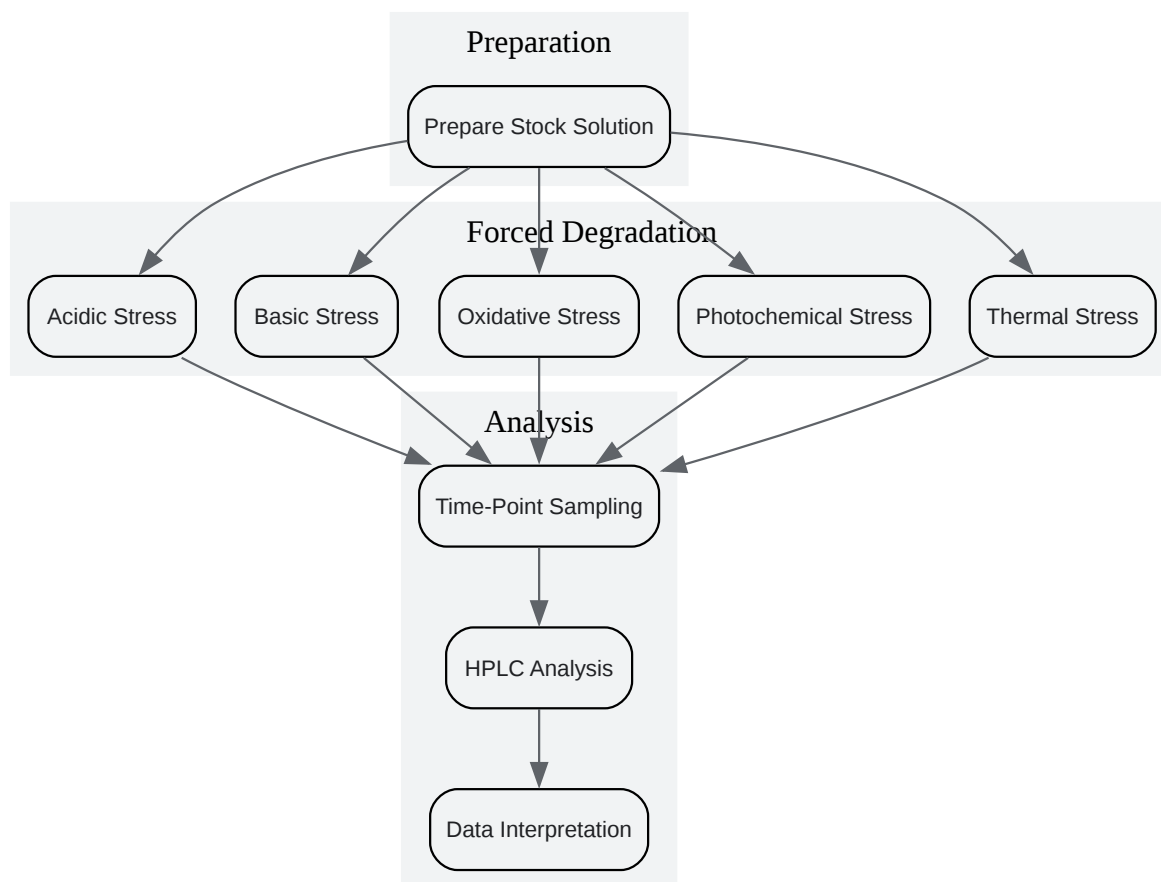 Preparation
Prepare Stock Solution
Forced Degradation
Acidic Stress
Basic Stress
Oxidative Stress
Photochemical Stress
Thermal Stress
Analysis
Time-Point Sampling
HPLC Analysis
Data Interpretation